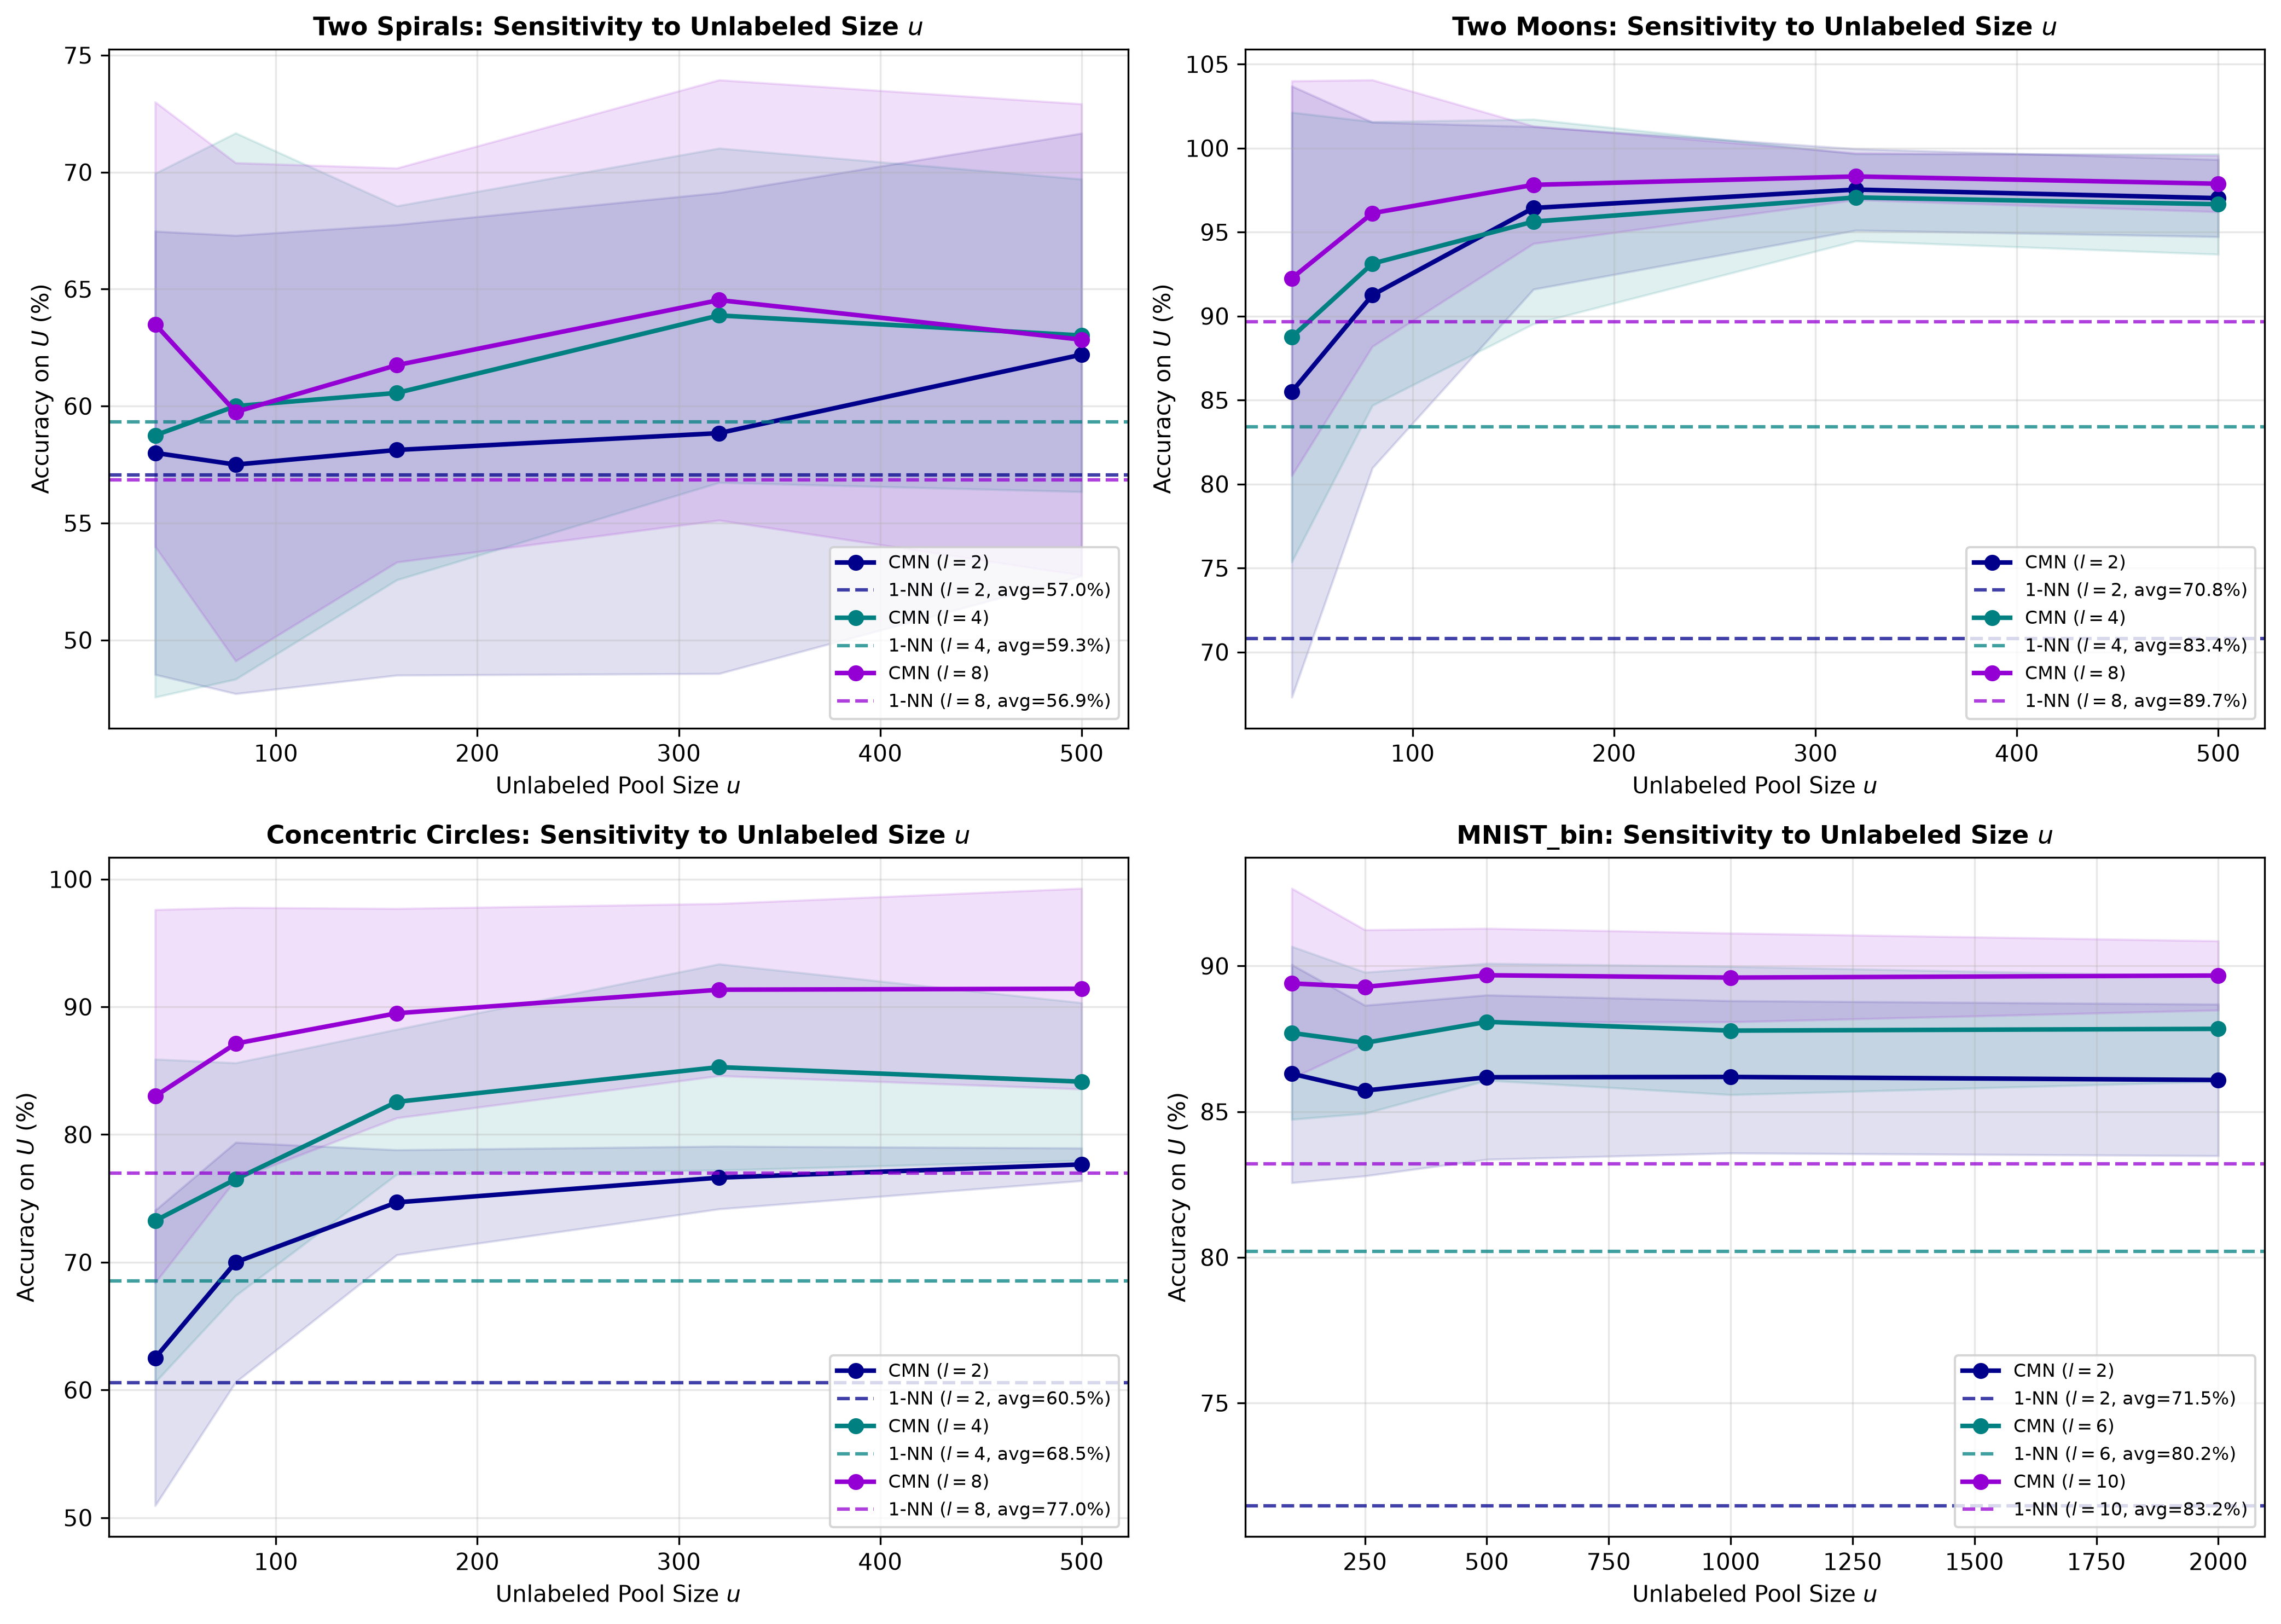 Two Spirals: Sensitivity to Unlabeled Size u
75
70
65
60
55
50
Accuracy on U (%)
CMN (l = 2)
1-NN (l = 2, avg=57.0%)
CMN (l = 4)
1-NN (l = 4, avg=59.3%)
CMN (l = 8)
1-NN (l = 8, avg=56.9%)
100 200 300 400 500
Unlabeled Pool Size u
Two Moons: Sensitivity to Unlabeled Size u
105
100
95
90
85
80
75
70
Accuracy on U (%)
CMN (l = 2)
1-NN (l = 2, avg=70.8%)
CMN (l = 4)
1-NN (l = 4, avg=83.4%)
CMN (l = 8)
1-NN (l = 8, avg=89.7%)
100 200 300 400 500
Unlabeled Pool Size u
Concentric Circles: Sensitivity to Unlabeled Size u
100
90
80
70
60
50
Accuracy on U (%)
CMN (l = 2)
1-NN (l = 2, avg=60.5%)
CMN (l = 4)
1-NN (l = 4, avg=68.5%)
CMN (l = 8)
1-NN (l = 8, avg=77.0%)
100 200 300 400 500
Unlabeled Pool Size u
MNIST_bin: Sensitivity to Unlabeled Size u
90
85
80
75
Accuracy on U (%)
CMN (l = 2)
1-NN (l = 2, avg=71.5%)
CMN (l = 6)
1-NN (l = 6, avg=80.2%)
CMN (l = 10)
1-NN (l = 10, avg=83.2%)
250 500 750 1000 1250 1500 1750 2000
Unlabeled Pool Size u